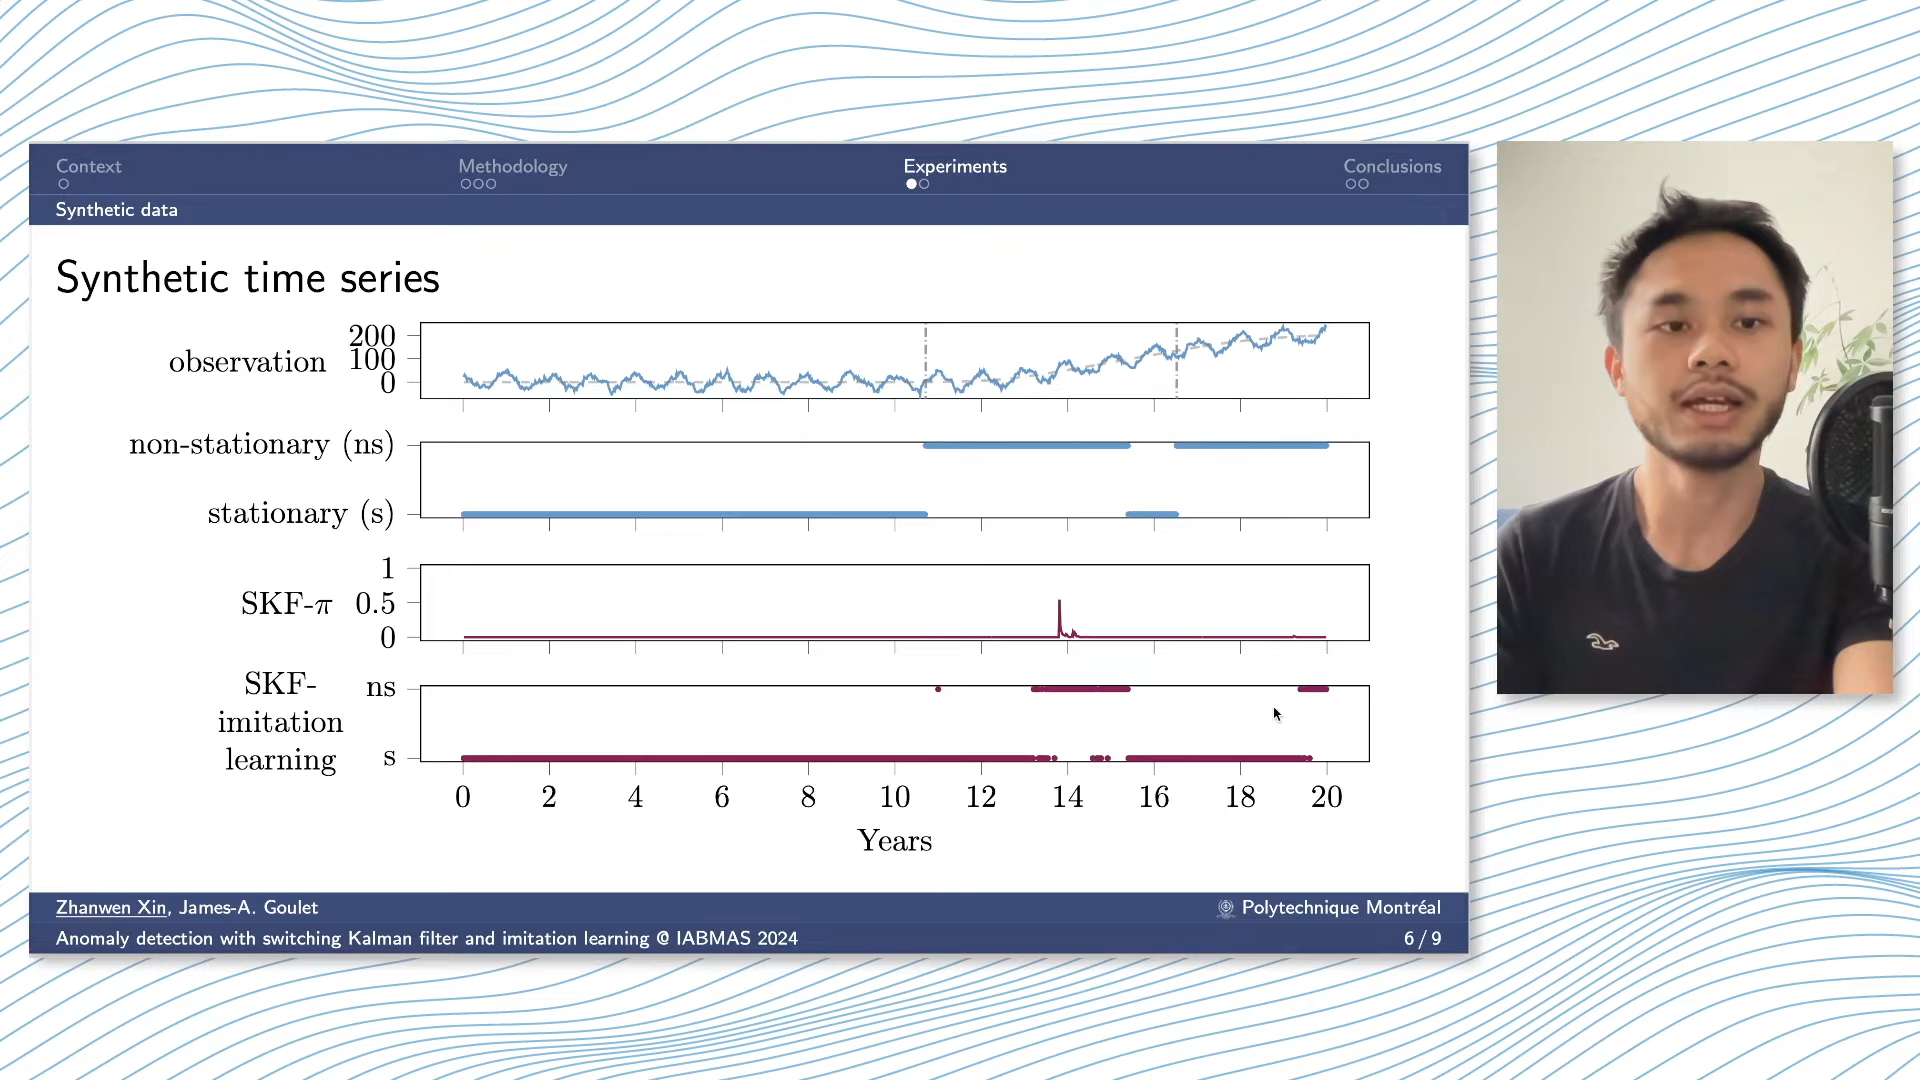 Context
Methodology
Experiments
Conclusions
Synthetic data
Synthetic time series
observation
200
100
0
non-stationary (ns)
stationary (s)
SKF-π
1
0.5
0
SKF-
imitation
learning
ns
s
0 2 4 6 8 10 12 14 16 18 20
Years
Zhanwen Xin, James-A. Goulet
Polytechnique Montréal
Anomaly detection with switching Kalman filter and imitation learning @ IABMAS 2024
6 / 9